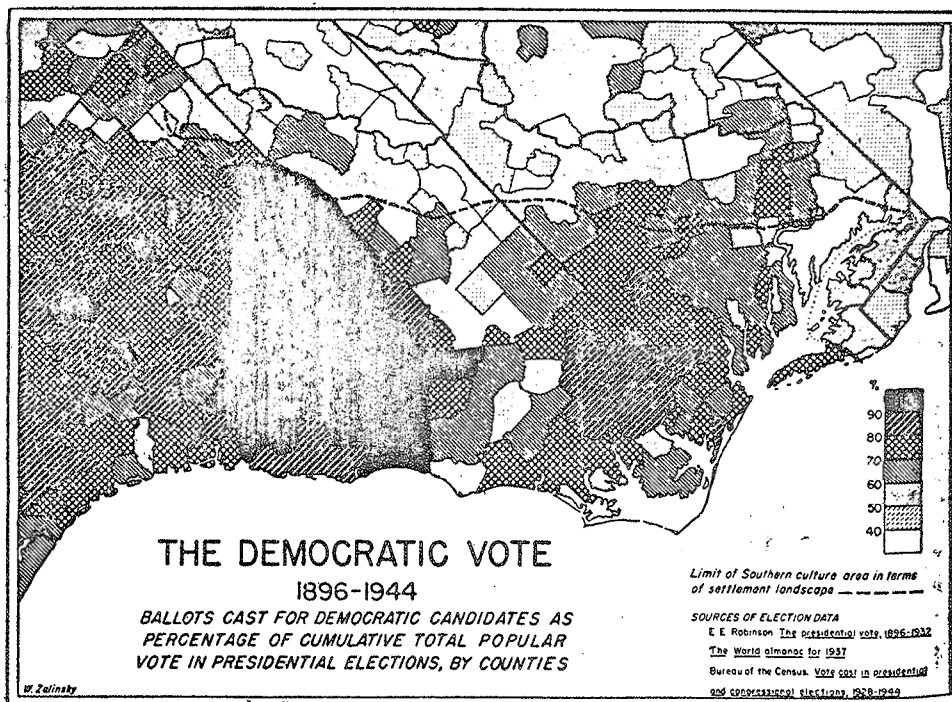 THE DEMOCRATIC VOTE
1896-1944
BALLOTS CAST FOR DEMOCRATIC CANDIDATES AS
PERCENTAGE OF CUMULATIVE TOTAL POPULAR
VOTE IN PRESIDENTIAL ELECTIONS, BY COUNTIES
%
90
80
70
60
50
40
Limit of Southern culture area in terms
of settlement landscape
SOURCES OF ELECTION DATA
E E Robinson The presidential vote, 1896-1932
The World almanac for 1937
Bureau of the Census. Vote cast in presidential
and congressional elections, 1928-1944
W. Zelinsky